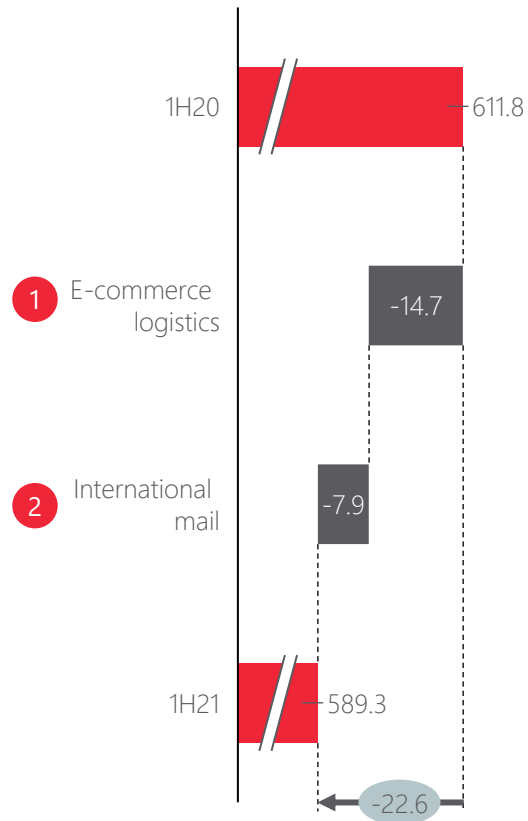 1H20
611.8
1
E-commerce
logistics
-14.7
2
International
mail
-7.9
1H21
589.3
-22.6